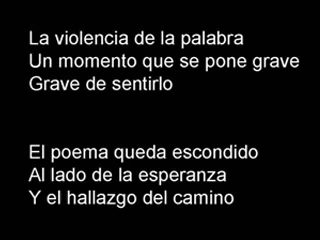 La violencia de la palabra
Un momento que se pone grave
Grave de sentirlo
El poema queda escondido
Al lado de la esperanza
Y el hallazgo del camino